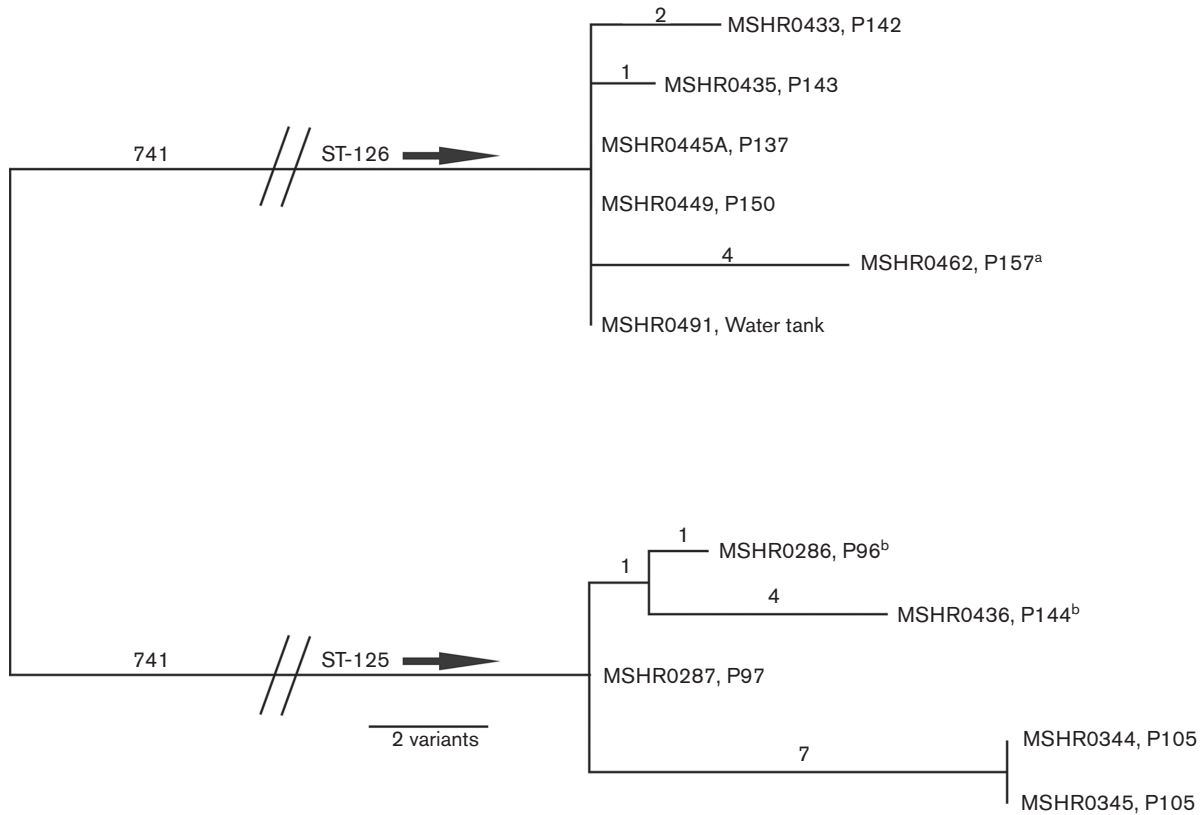 2
MSHR0433, P142
1
MSHR0435, P143
741
ST-126
MSHR0445A, P137
MSHR0449, P150
4
MSHR0462, P157ᵃ
MSHR0491, Water tank
1
MSHR0286, P96ᵇ
1
4
MSHR0436, P144ᵇ
741
ST-125
MSHR0287, P97
2 variants
7
MSHR0344, P105
MSHR0345, P105